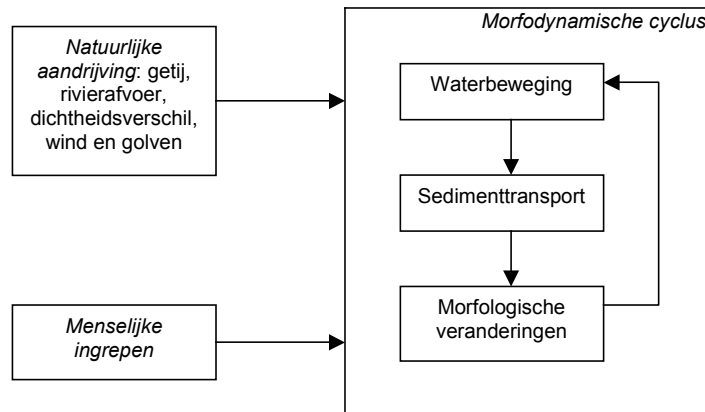 Natuurlijke
aandrijving: getij,
rivierafvoer,
dichtheidsverschil,
wind en golven
Menselijke
ingrepen
Morfodynamische cyclus
Waterbeweging
Sedimenttransport
Morfologische
veranderingen